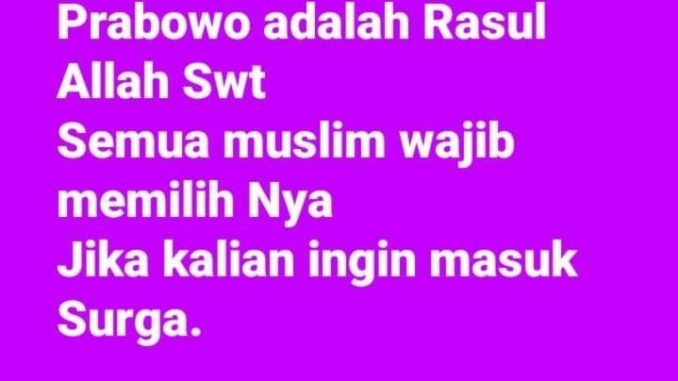 Prabowo adalah Rasul
Allah Swt
Semua muslim wajib
memilih Nya
Jika kalian ingin masuk
Surga.